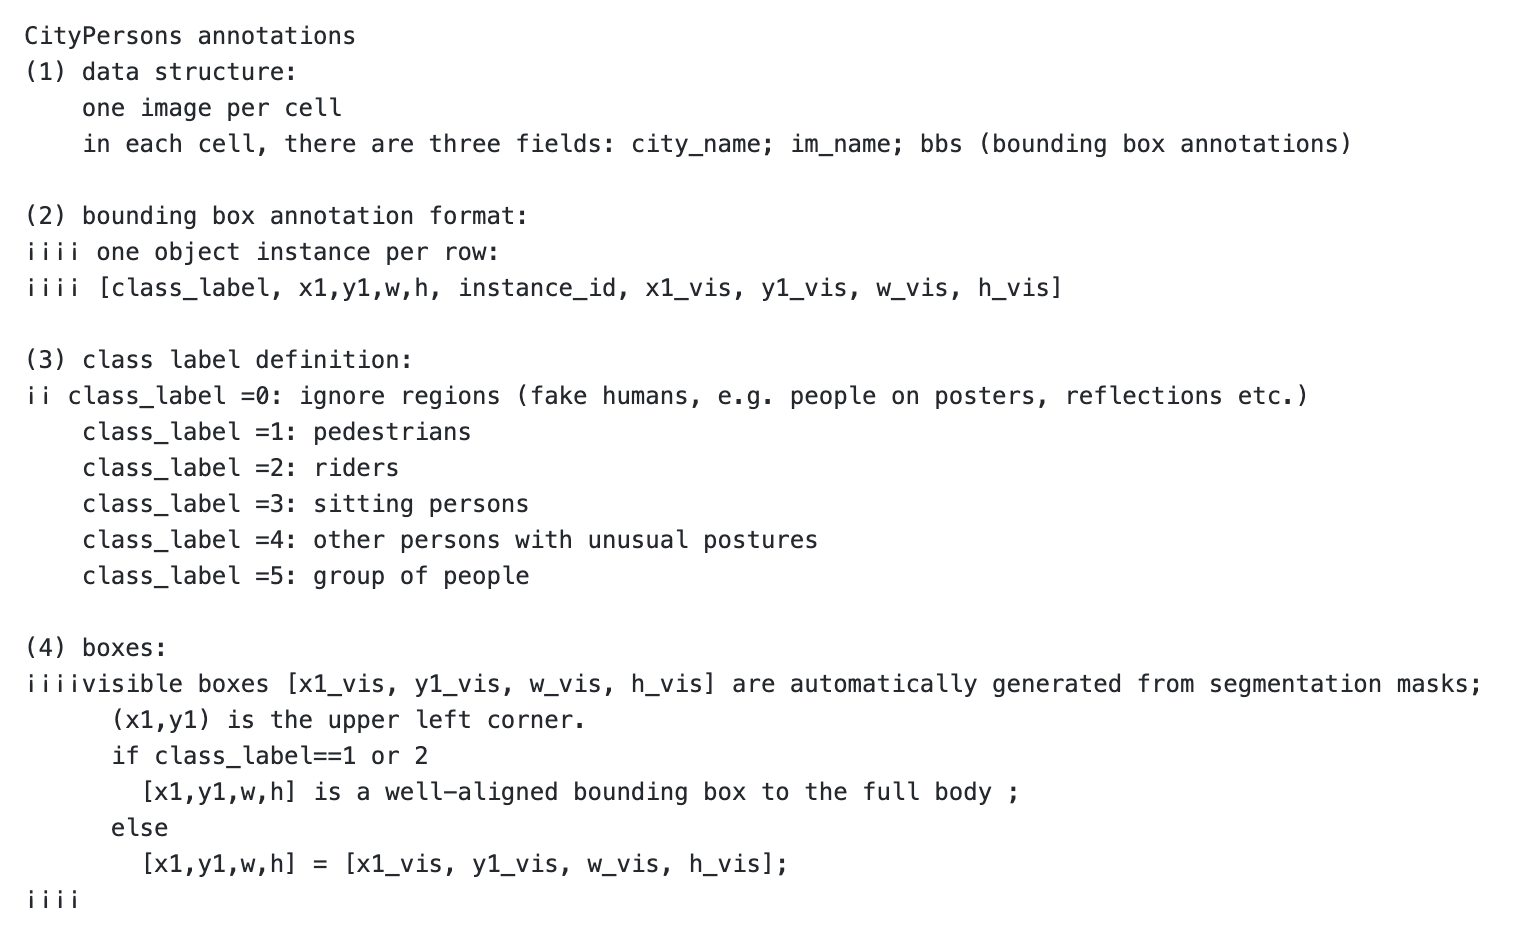 CityPersons annotations
(1) data structure:
    one image per cell
    in each cell, there are three fields: city_name; im_name; bbs (bounding box annotations)

(2) bounding box annotation format:
¡¡¡¡ one object instance per row:
¡¡¡¡ [class_label, x1,y1,w,h, instance_id, x1_vis, y1_vis, w_vis, h_vis]

(3) class label definition:
¡¡ class_label =0: ignore regions (fake humans, e.g. people on posters, reflections etc.)
    class_label =1: pedestrians
    class_label =2: riders
    class_label =3: sitting persons
    class_label =4: other persons with unusual postures
    class_label =5: group of people

(4) boxes:
¡¡¡¡visible boxes [x1_vis, y1_vis, w_vis, h_vis] are automatically generated from segmentation masks;
      (x1,y1) is the upper left corner.
      if class_label==1 or 2
        [x1,y1,w,h] is a well-aligned bounding box to the full body ;
      else
        [x1,y1,w,h] = [x1_vis, y1_vis, w_vis, h_vis];
¡¡¡¡